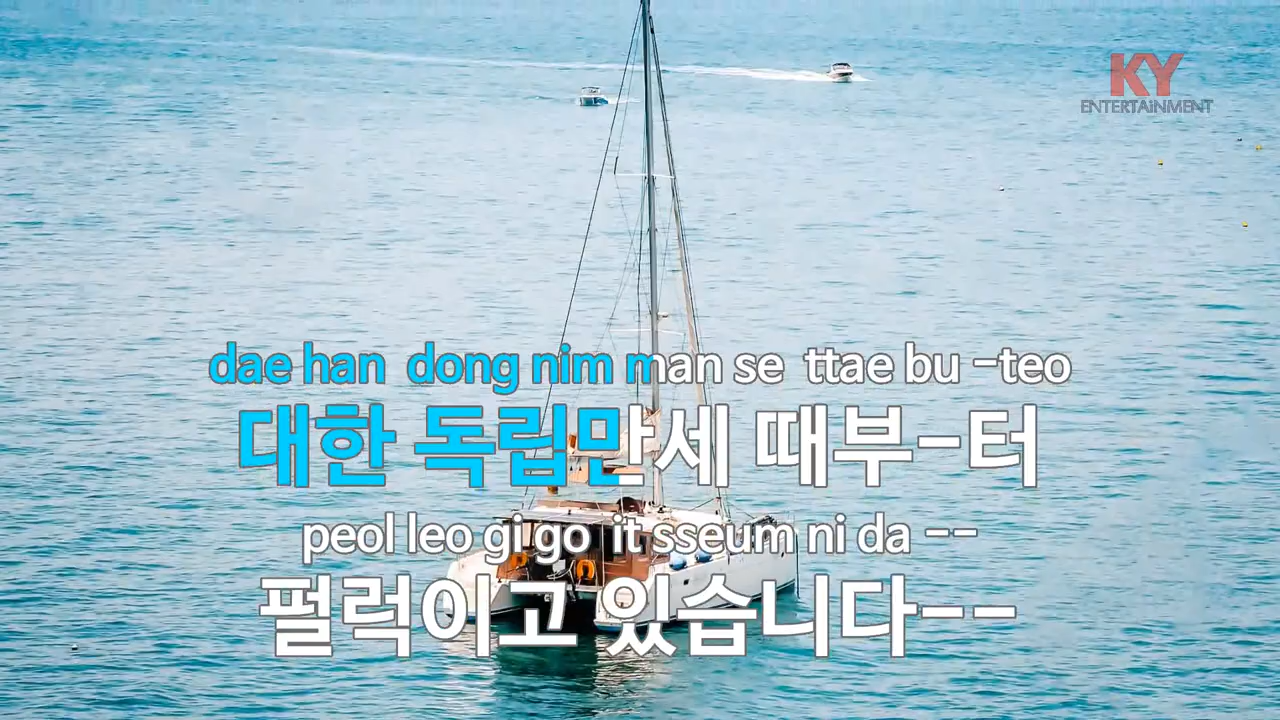 KY
ENTERTAiNMENT
dae han dong nim man se ttae bu -teo
대한 독립만세 때부-터
peol leo gi go it sseum ni da --
펄럭이고 있습니다--